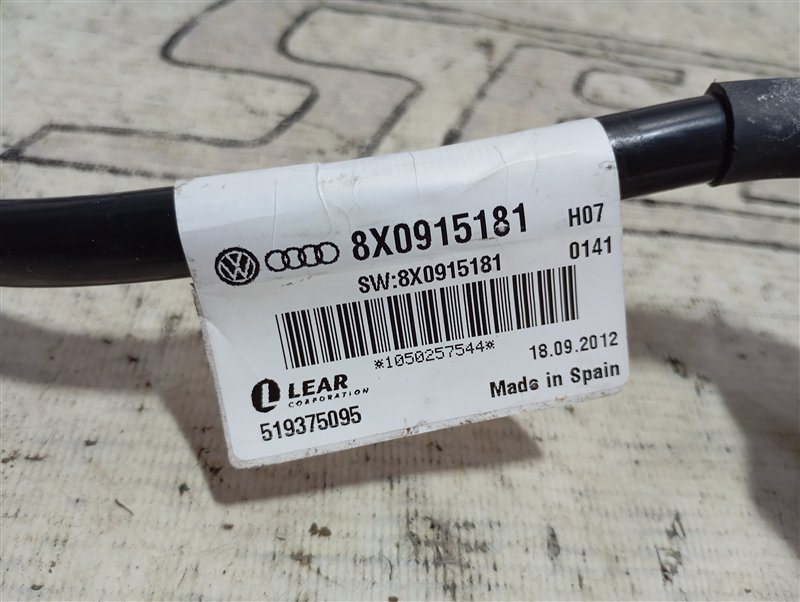 8X0915181 H07
SW:8X0915181 0141
*1050257544*
18.09.2012
LEAR
CORPORATION
Made in Spain
519375095